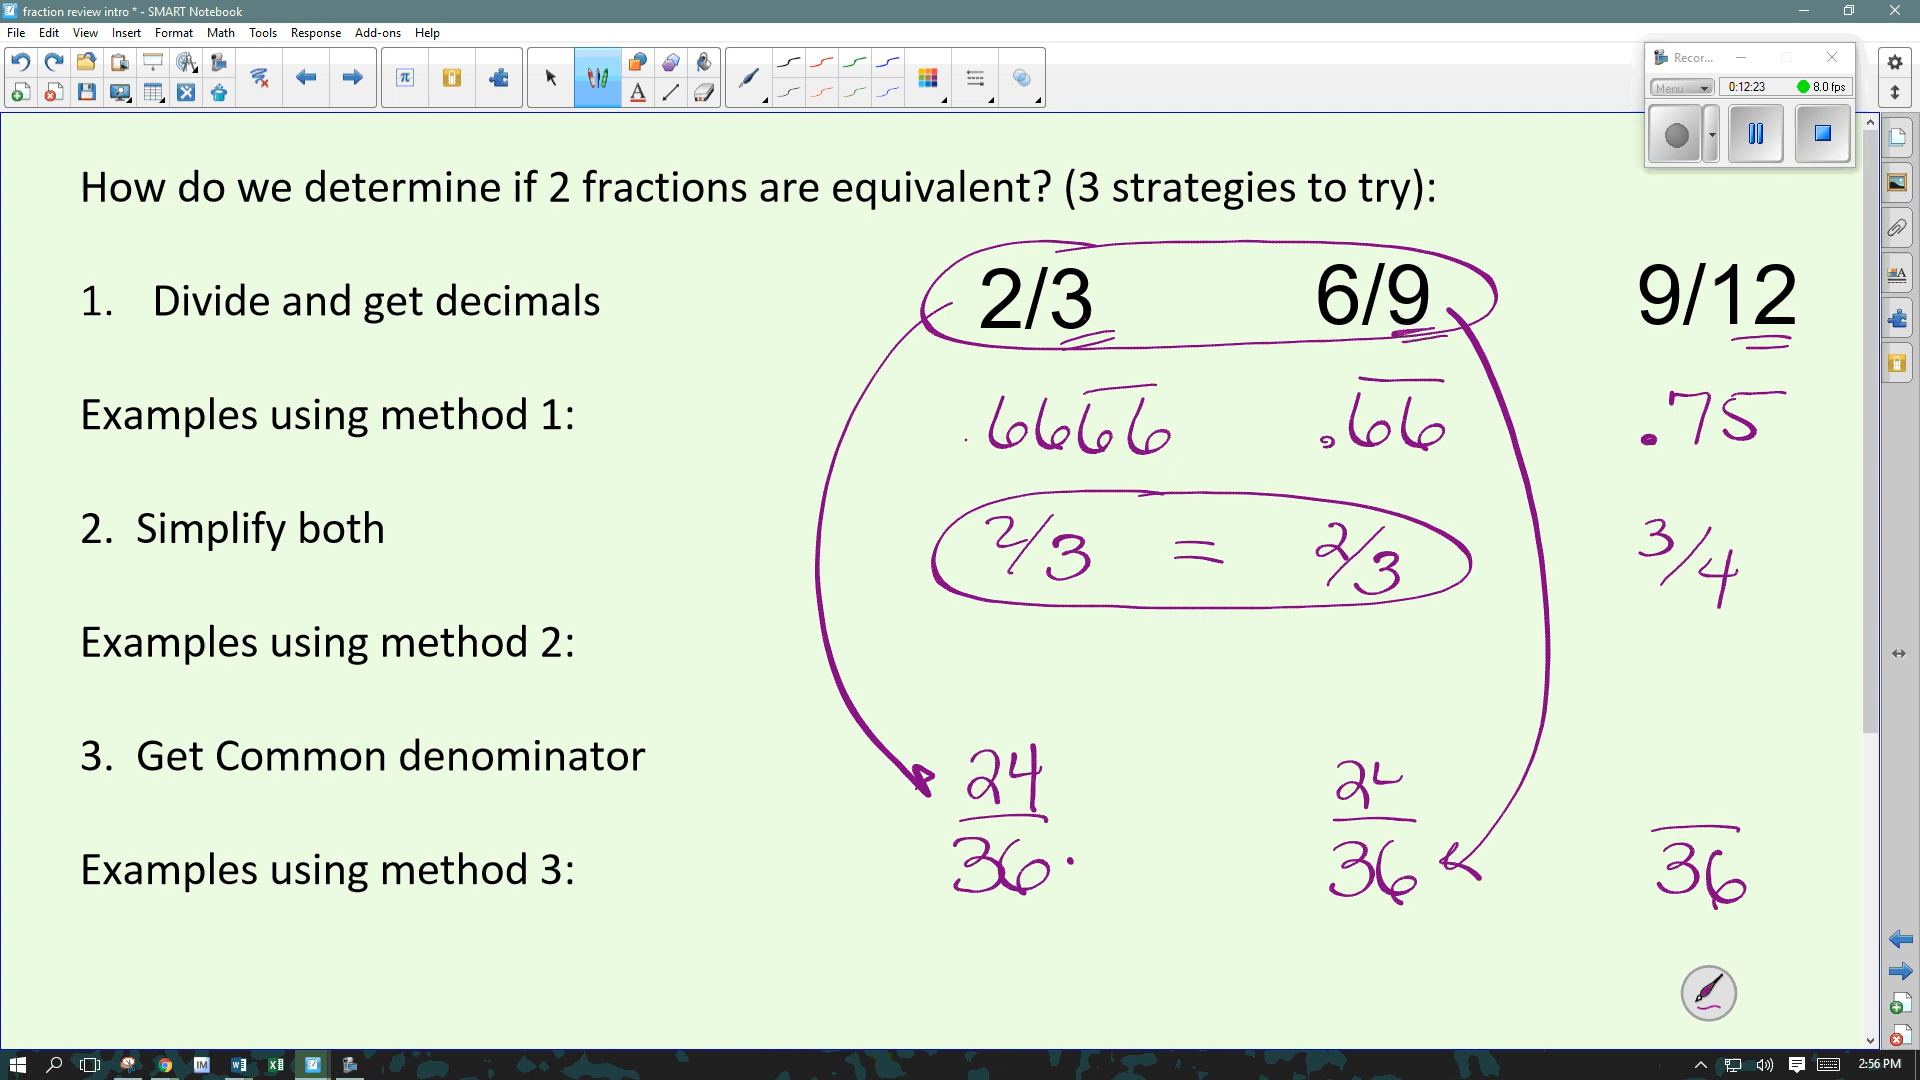 fraction review intro * - SMART Notebook
File Edit View Insert Format Math Tools Response Add-ons Help
Recor...
Menu 0:12:23 8.0 fps
How do we determine if 2 fractions are equivalent? (3 strategies to try):
1. Divide and get decimals 2/3 6/9 9/12
Examples using method 1: .6666 .66 .75
2. Simplify both 2/3 = 2/3 3/4
Examples using method 2:
3. Get Common denominator 24 24
Examples using method 3: 36 36 36
2:56 PM